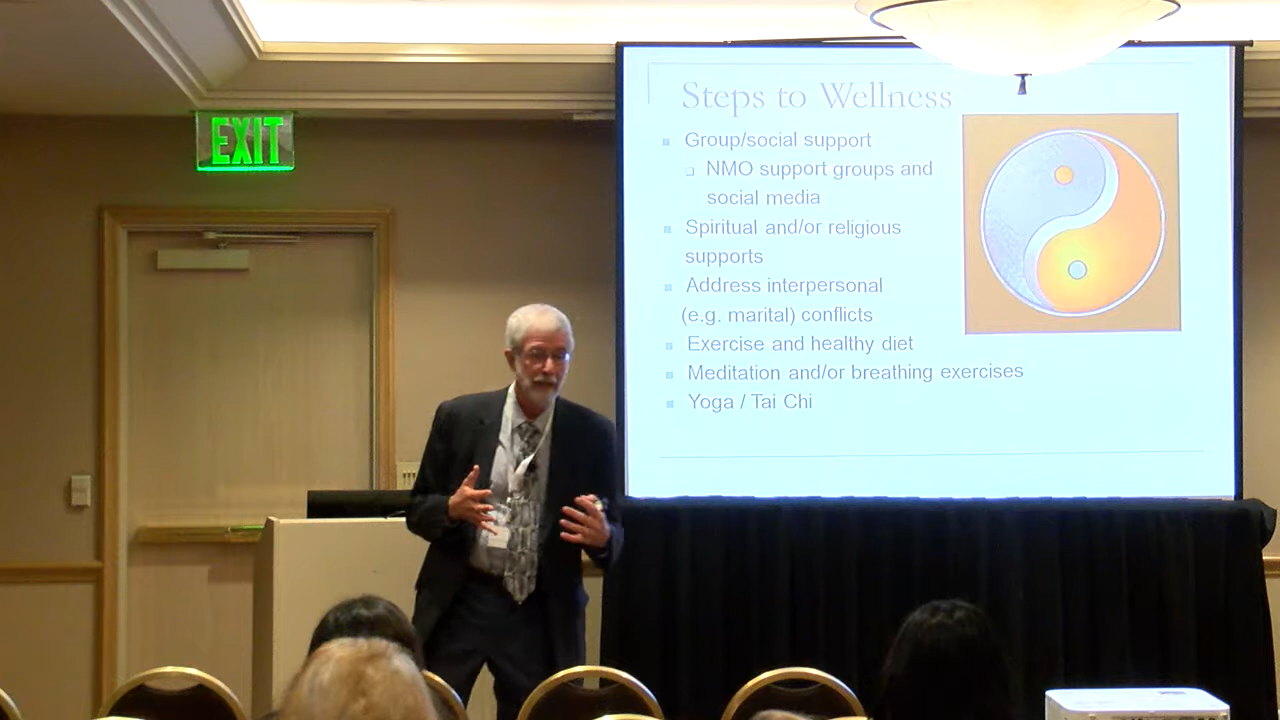 EXIT
Steps to Wellness
Group/social support
NMO support groups and
social media
Spiritual and/or religious
supports
Address interpersonal
(e.g. marital) conflicts
Exercise and healthy diet
Meditation and/or breathing exercises
Yoga / Tai Chi